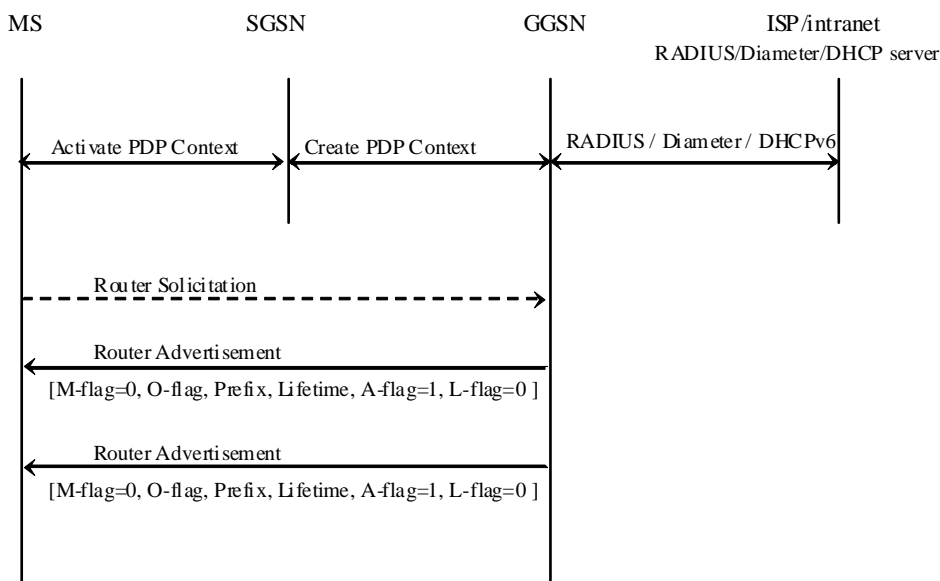 MS SGSN GGSN ISP/intranet
RADIUS/Diameter/DHCP server
Activate PDP Context Create PDP Context RADIUS / Diameter / DHCPv6
Router Solicitation
Router Advertisement
[M-flag=0, O-flag, Prefix, Lifetime, A-flag=1, L-flag=0 ]
Router Advertisement
[M-flag=0, O-flag, Prefix, Lifetime, A-flag=1, L-flag=0 ]